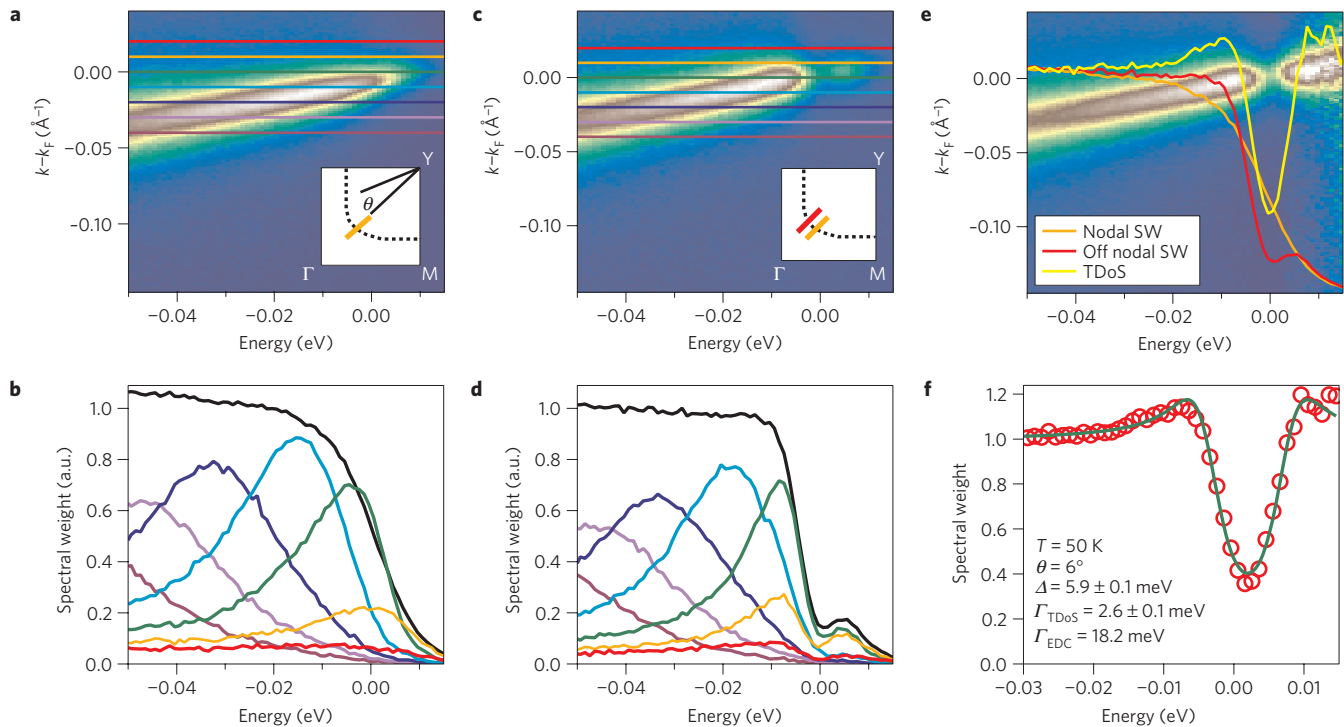 a
0.00
−0.05
−0.10
k−kF (Å⁻¹)
Y
θ
Γ
M
−0.04
−0.02
0.00
Energy (eV)
c
0.00
−0.05
−0.10
k−kF (Å⁻¹)
Y
Γ
M
−0.04
−0.02
0.00
Energy (eV)
e
0.00
−0.05
−0.10
k−kF (Å⁻¹)
Nodal SW
Off nodal SW
TDoS
−0.04
−0.02
0.00
Energy (eV)
b
1.0
0.8
0.6
0.4
0.2
0.0
Spectral weight (a.u.)
−0.04
−0.02
0.00
Energy (eV)
d
1.0
0.8
0.6
0.4
0.2
0.0
Spectral weight (a.u.)
−0.04
−0.02
0.00
Energy (eV)
f
1.2
1.0
0.8
0.6
0.4
0.2
0.0
Spectral weight
T = 50 K
θ = 6°
Δ = 5.9 ± 0.1 meV
ΓTDoS = 2.6 ± 0.1 meV
ΓEDC = 18.2 meV
−0.03
−0.02
−0.01
0.00
0.01
Energy (eV)